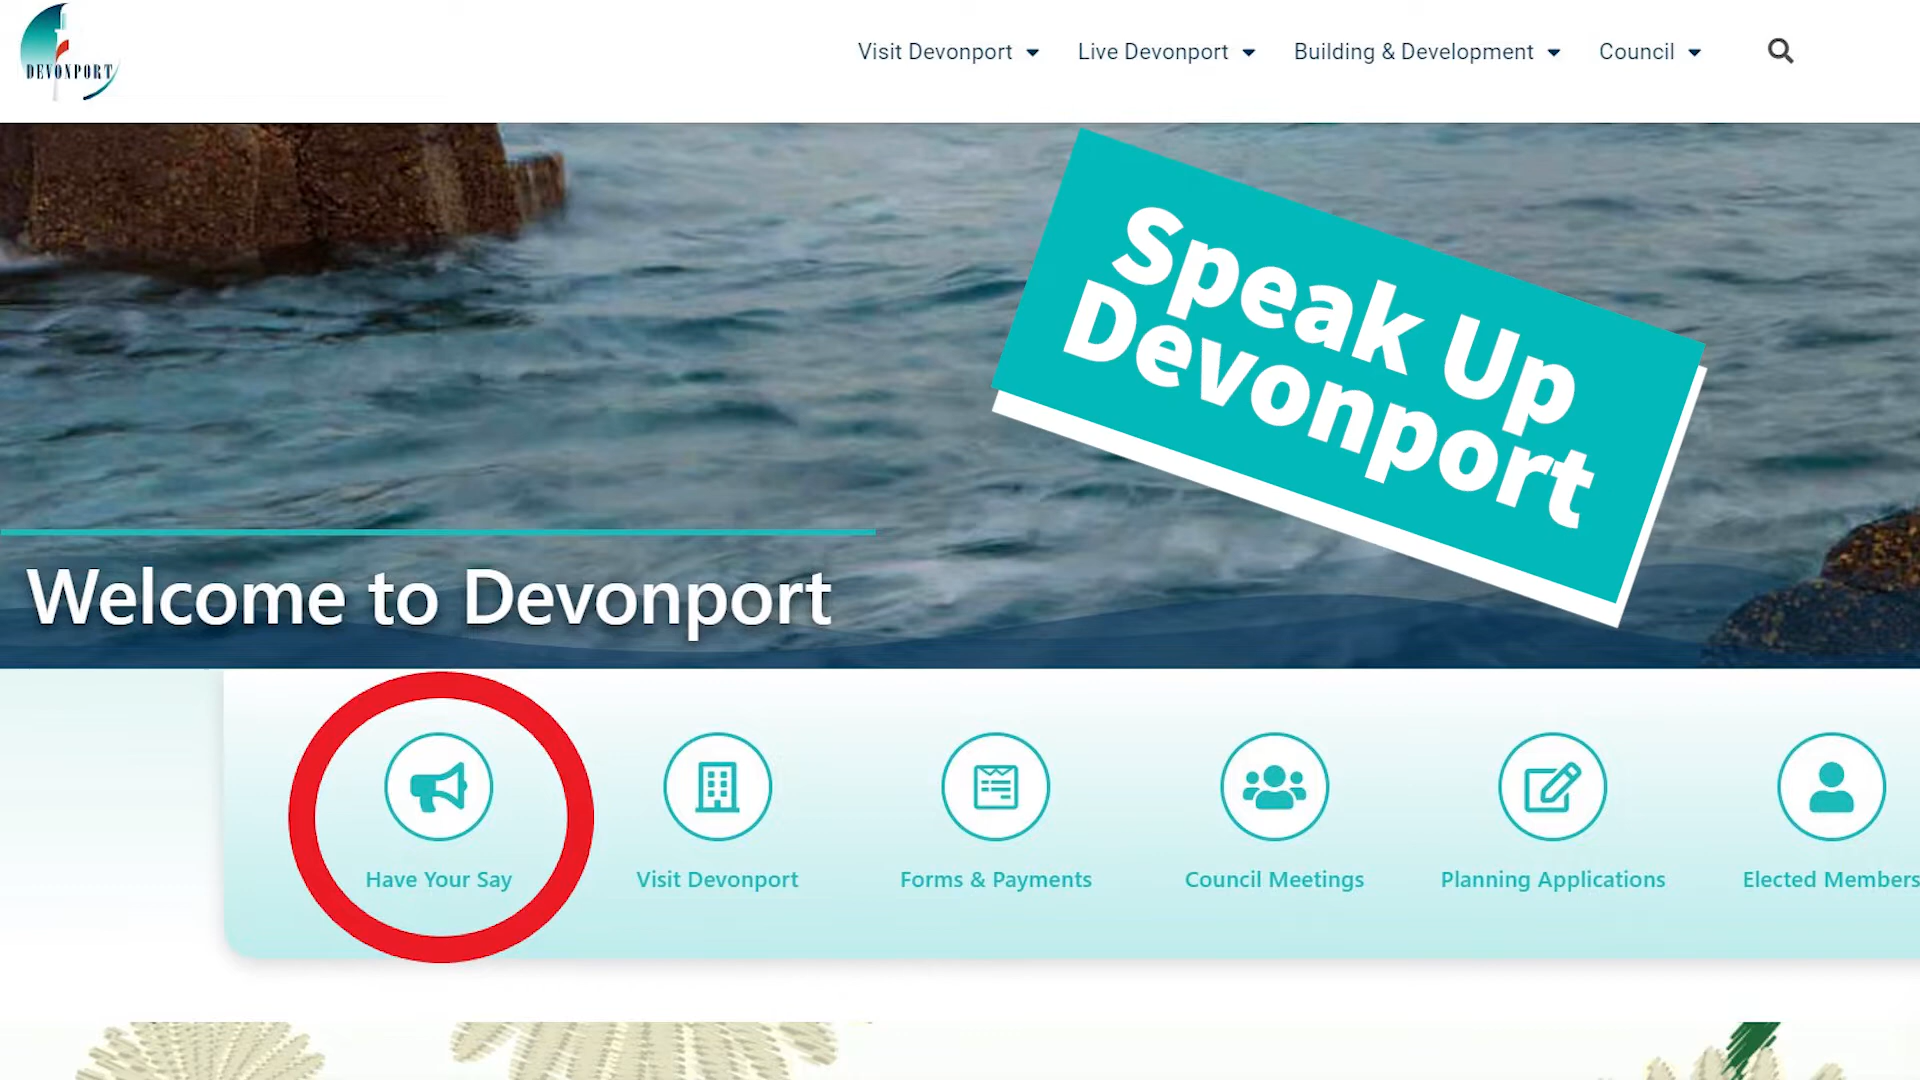 DEVONPORT
Visit Devonport
Live Devonport
Building & Development
Council
Speak Up
Devonport
Welcome to Devonport
Have Your Say
Visit Devonport
Forms & Payments
Council Meetings
Planning Applications
Elected Members